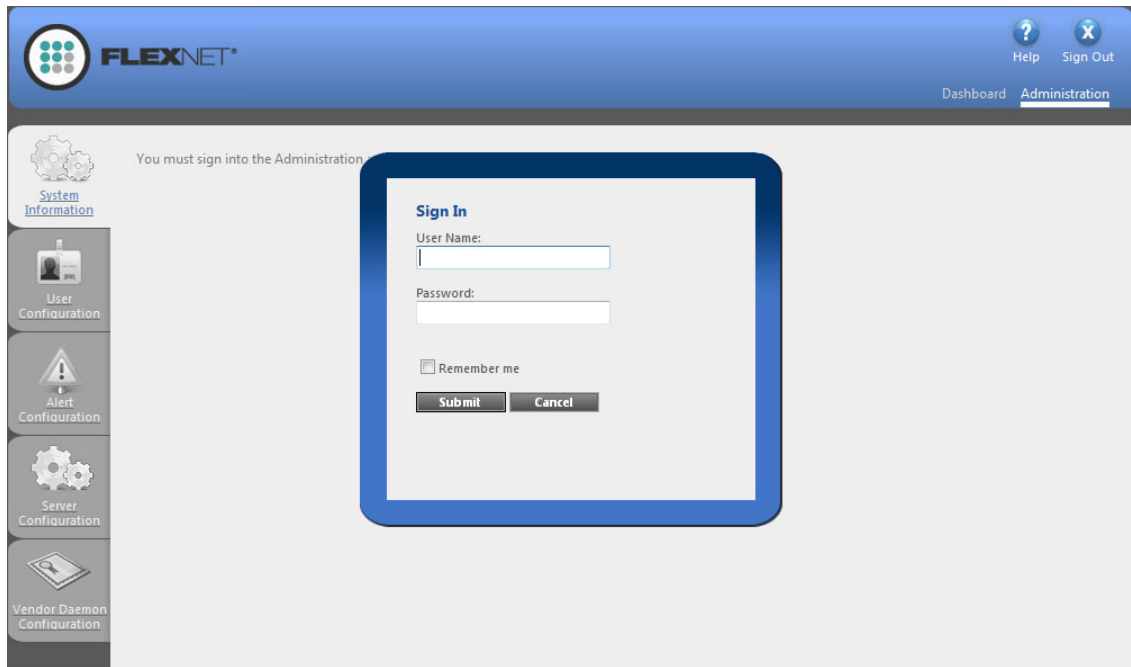 FLEXNET®
Help Sign Out
Dashboard Administration
You must sign into the Administration
System
Information
User
Configuration
Alert
Configuration
Server
Configuration
Vendor Daemon
Configuration
Sign In
User Name:
Password:
Remember me
Submit Cancel